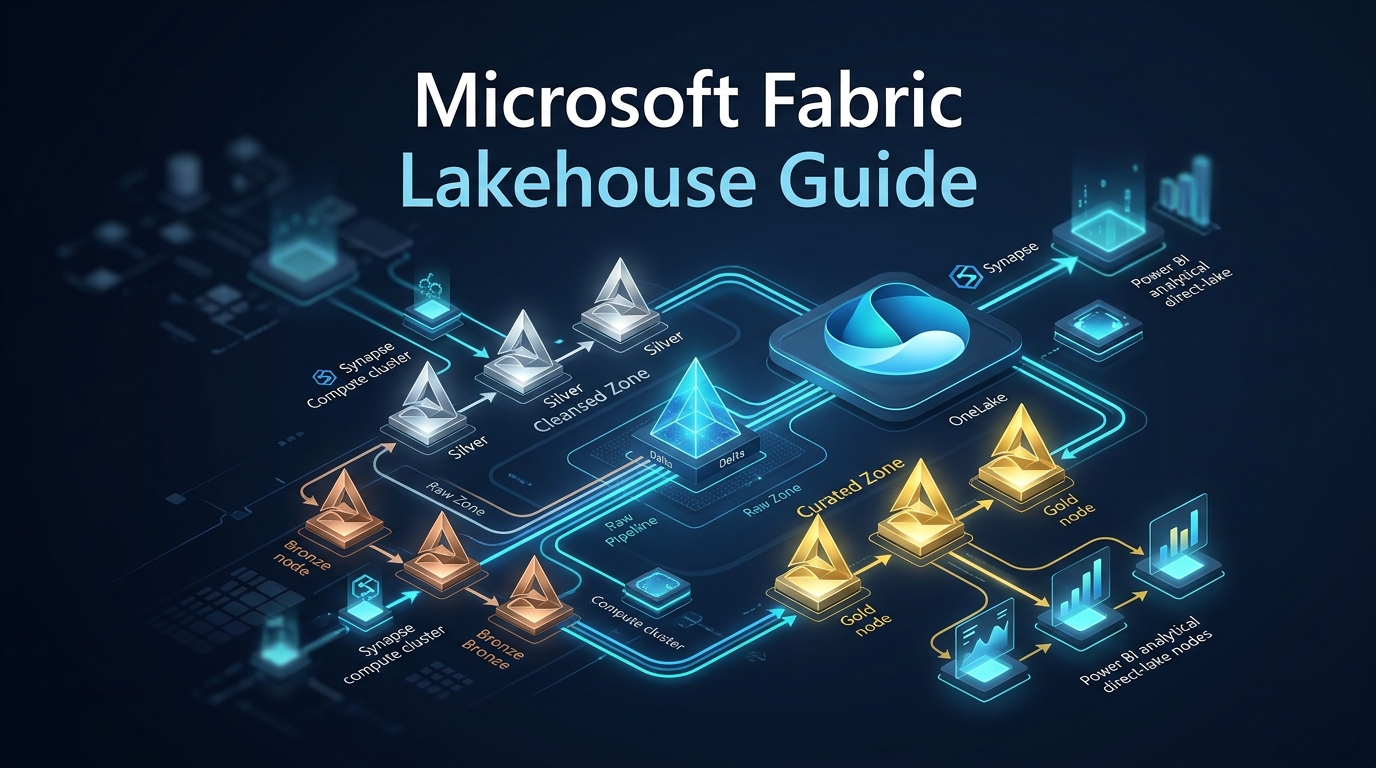 Microsoft Fabric
Lakehouse Guide
Synapse
Power BI
analytical
direct-lake
Synapse
Compute cluster
Silver
Silver
Silver
Cleansed Zone
OneLake
Dalta
Delts
Raw Zone
Raw Zone
Raw
Pipeline
Curated Zone
Gold
node
Gold
node
Bronze
node
Bronze
Bronze
Synapse
compute cluster
Compute cluster
Power BI analytical
direct-lake nodes